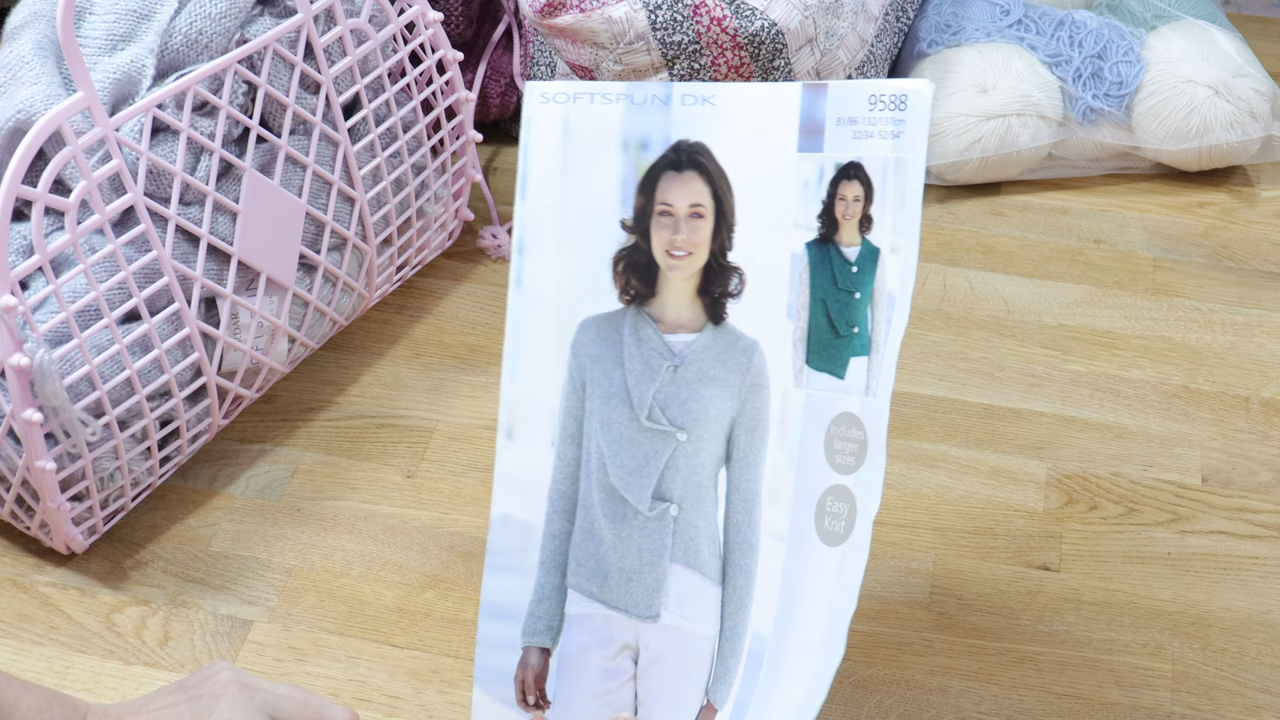 SOFTSPUN DK
9588
81/86-132/137cm
32/34-52/54"
Includes
larger
sizes
Easy
Knit